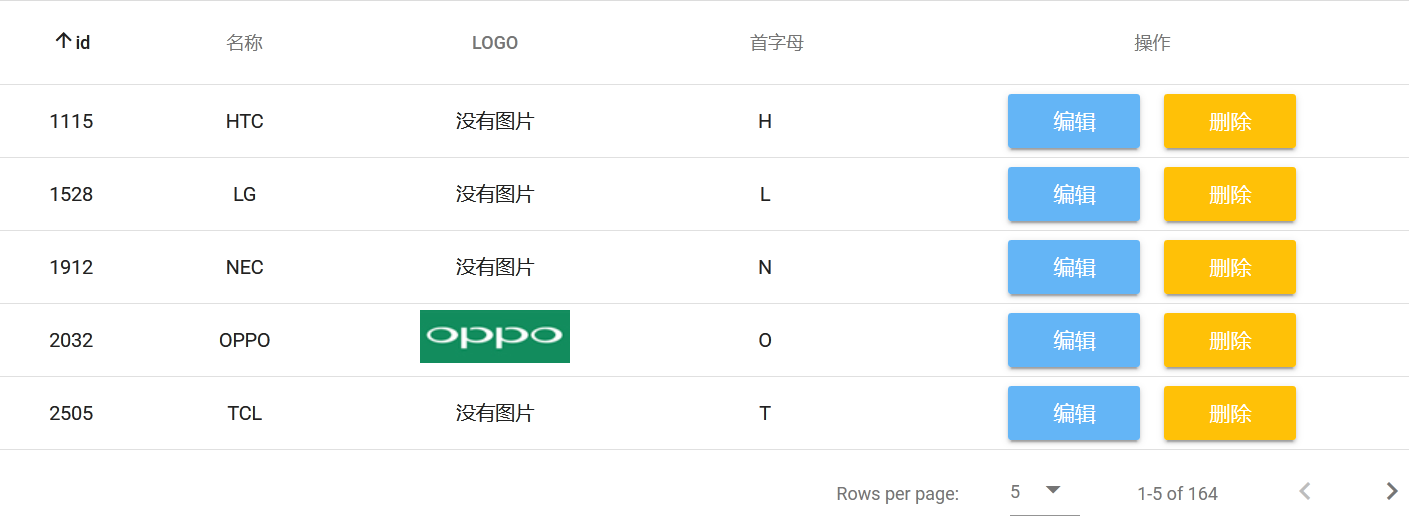 id 名称 LOGO 首字母 操作
1115 HTC 没有图片 H 编辑 删除
1528 LG 没有图片 L 编辑 删除
1912 NEC 没有图片 N 编辑 删除
2032 OPPO oppo O 编辑 删除
2505 TCL 没有图片 T 编辑 删除
Rows per page: 5 1-5 of 164